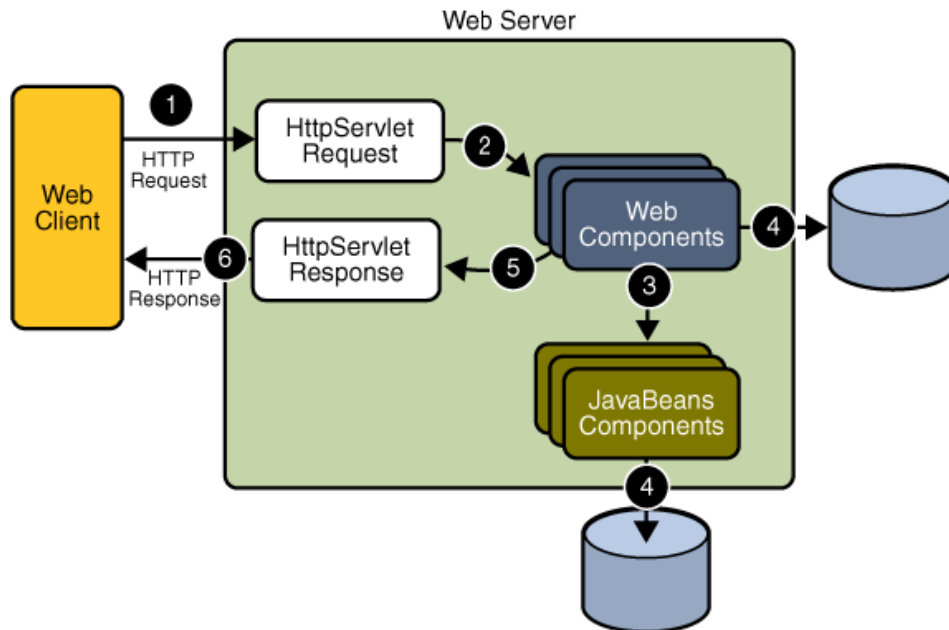 Web Server
1
HttpServlet
Request
2
HTTP
Request
Web
Client
Web
Components
4
HttpServlet
Response
6
5
HTTP
Response
3
JavaBeans
Components
4